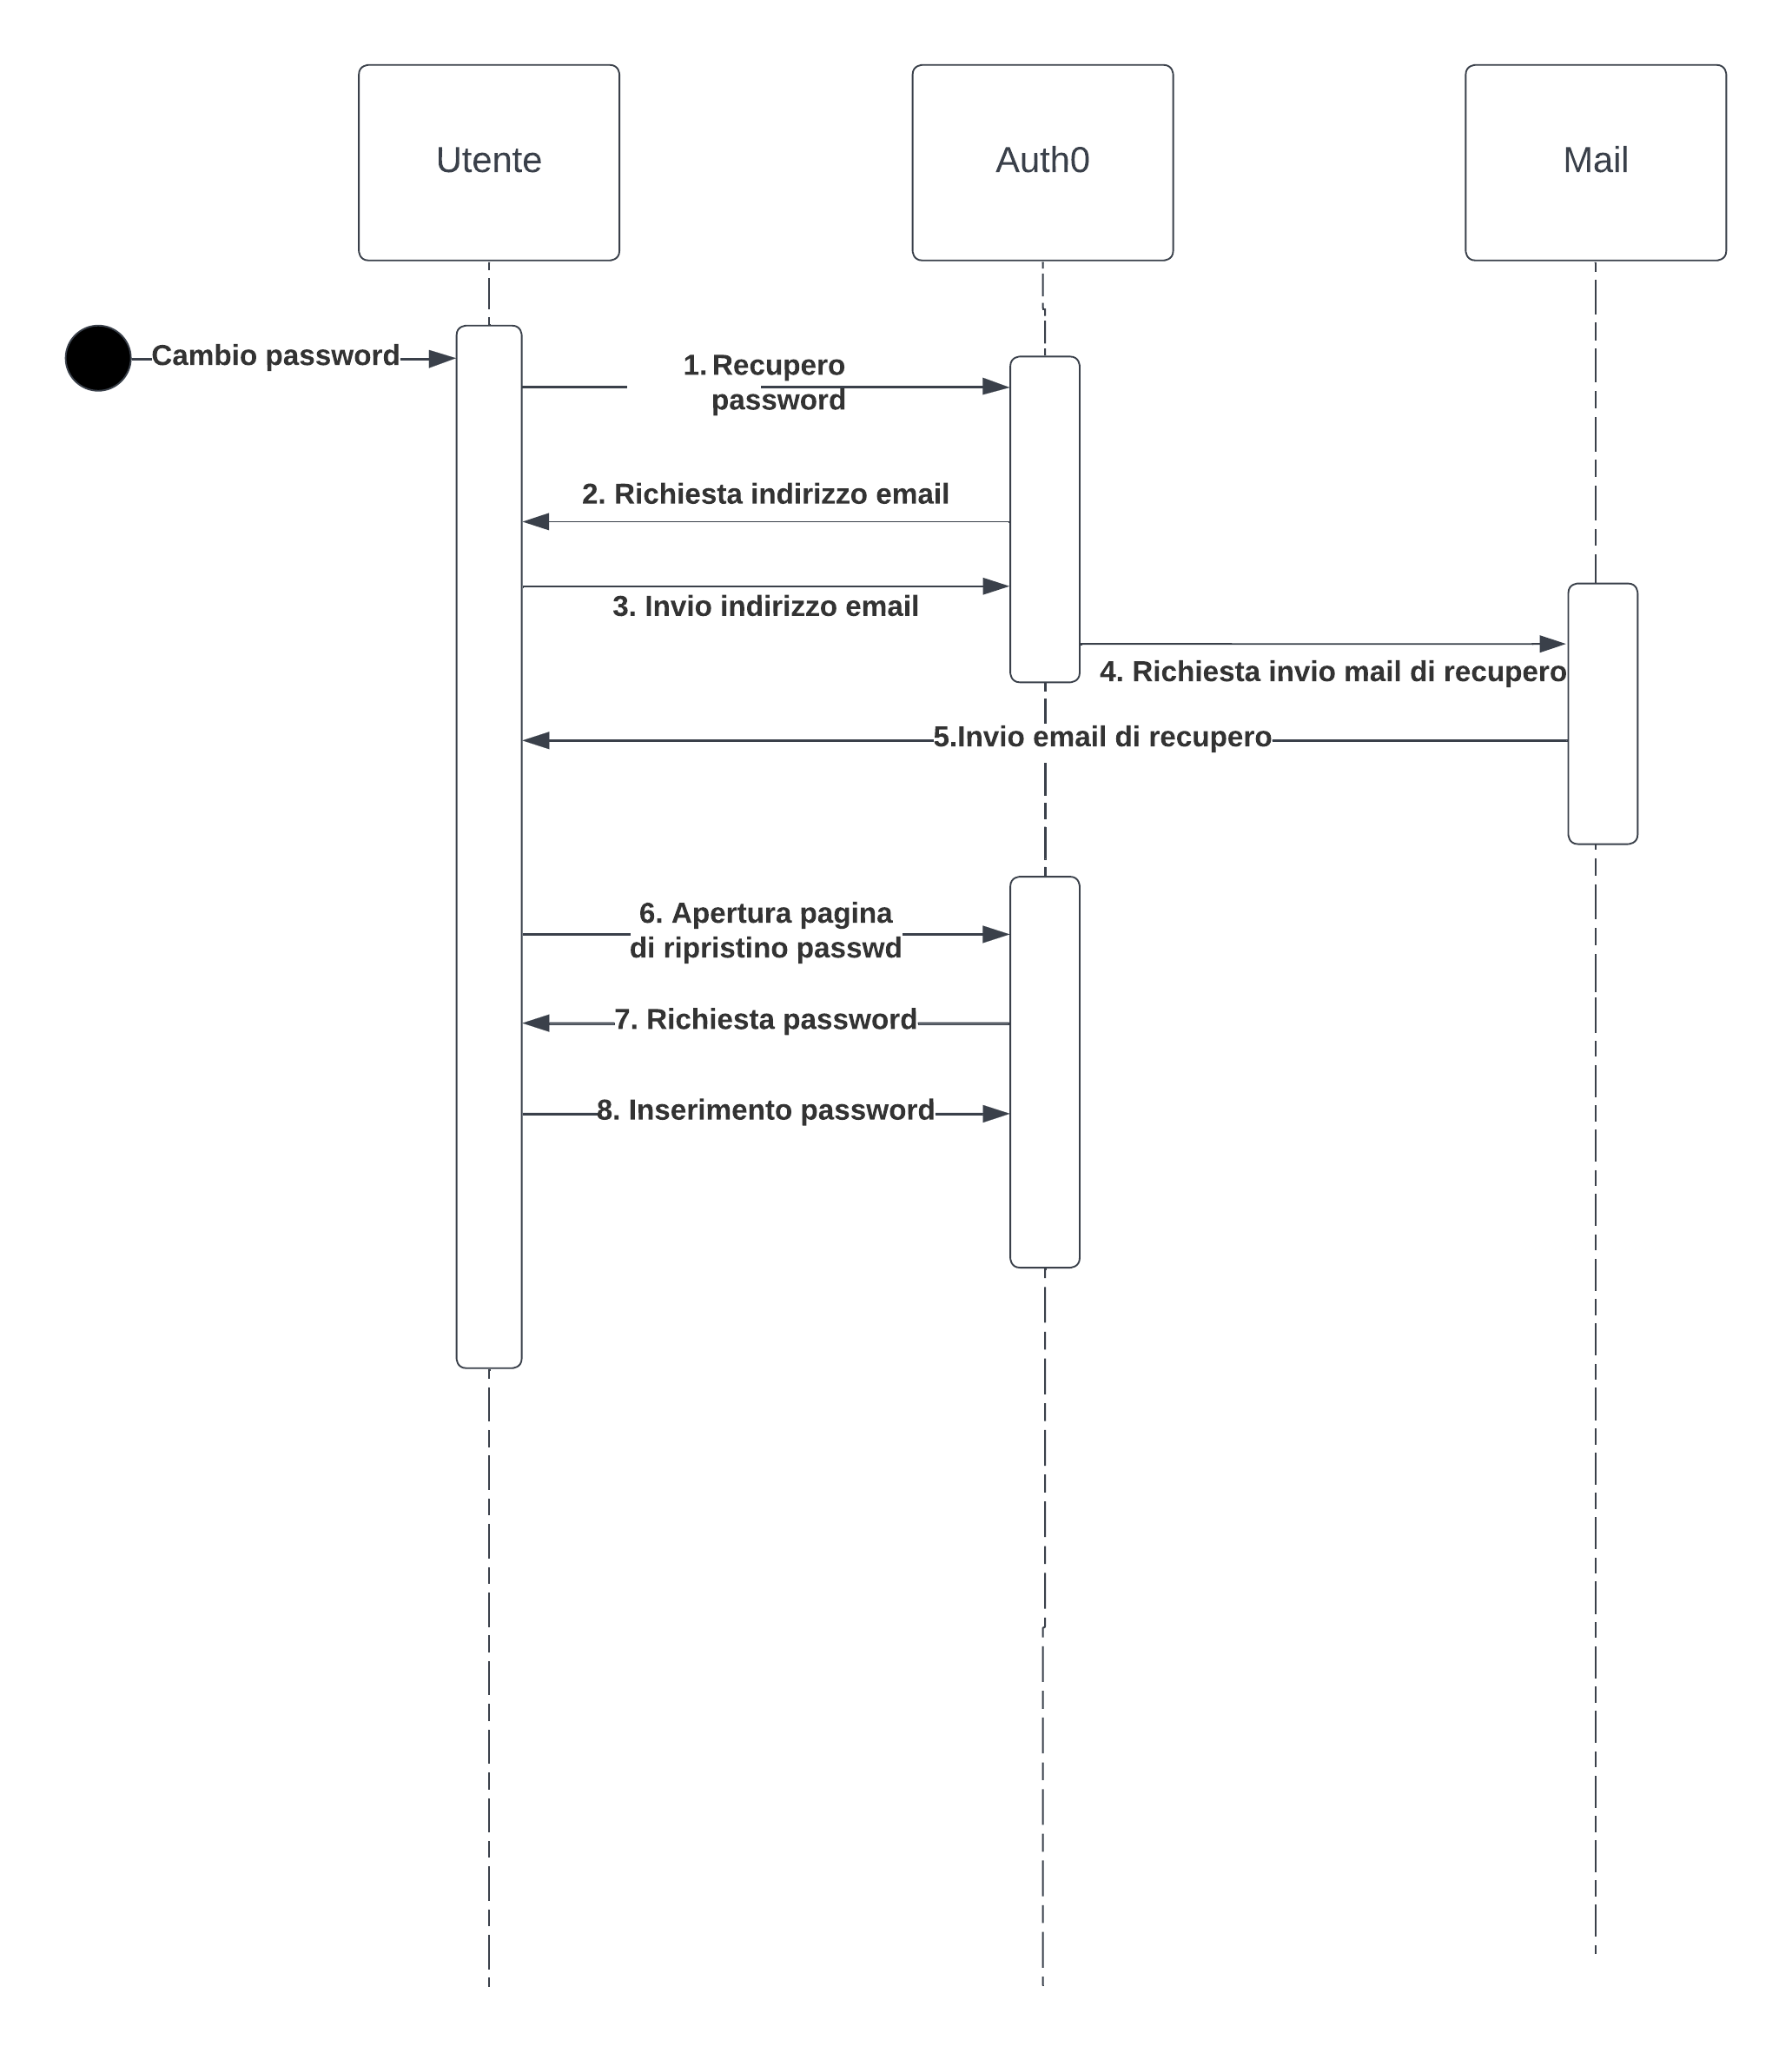 Utente
Auth0
Mail
Cambio password
1. Recupero
password
2. Richiesta indirizzo email
3. Invio indirizzo email
4. Richiesta invio mail di recupero
5.Invio email di recupero
6. Apertura pagina
di ripristino passwd
7. Richiesta password
8. Inserimento password